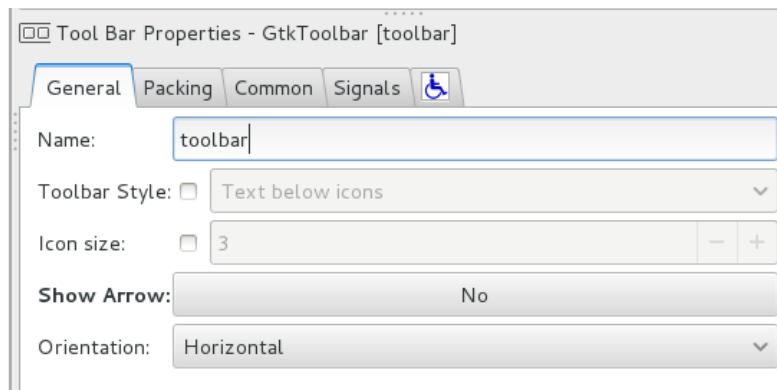 Tool Bar Properties - GtkToolbar [toolbar]
General Packing Common Signals
Name: toolbar
Toolbar Style: Text below icons
Icon size: 3 − +
Show Arrow: No
Orientation: Horizontal